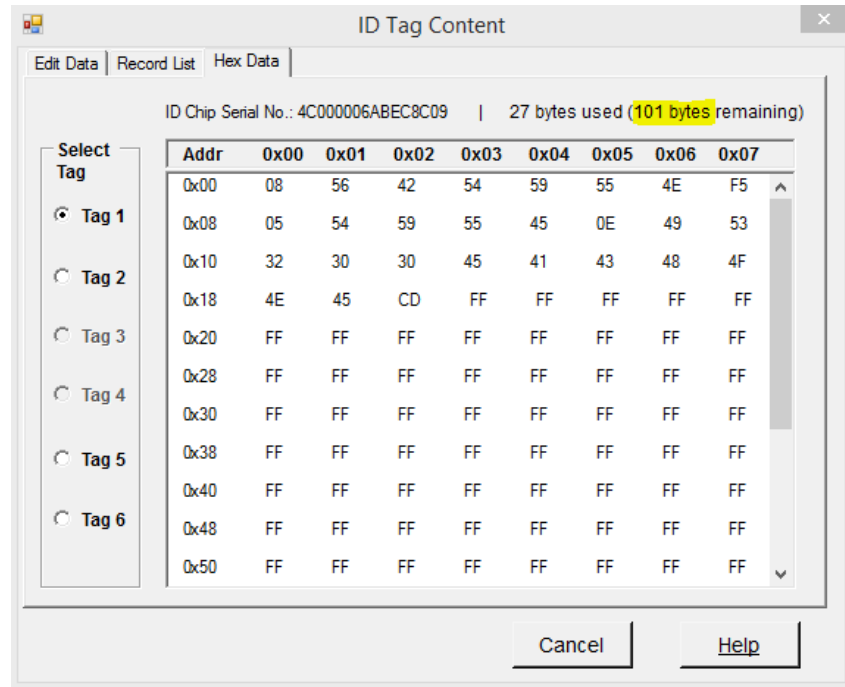 ID Tag Content
Edit Data Record List Hex Data
ID Chip Serial No.: 4C000006ABEC8C09 | 27 bytes used (101 bytes remaining)
Select Tag
Tag 1
Tag 2
Tag 3
Tag 4
Tag 5
Tag 6
Addr 0x00 0x01 0x02 0x03 0x04 0x05 0x06 0x07
0x00 08 56 42 54 59 55 4E F5
0x08 05 54 59 55 45 0E 49 53
0x10 32 30 30 45 41 43 48 4F
0x18 4E 45 CD FF FF FF FF FF
0x20 FF FF FF FF FF FF FF FF
0x28 FF FF FF FF FF FF FF FF
0x30 FF FF FF FF FF FF FF FF
0x38 FF FF FF FF FF FF FF FF
0x40 FF FF FF FF FF FF FF FF
0x48 FF FF FF FF FF FF FF FF
0x50 FF FF FF FF FF FF FF FF
Cancel Help